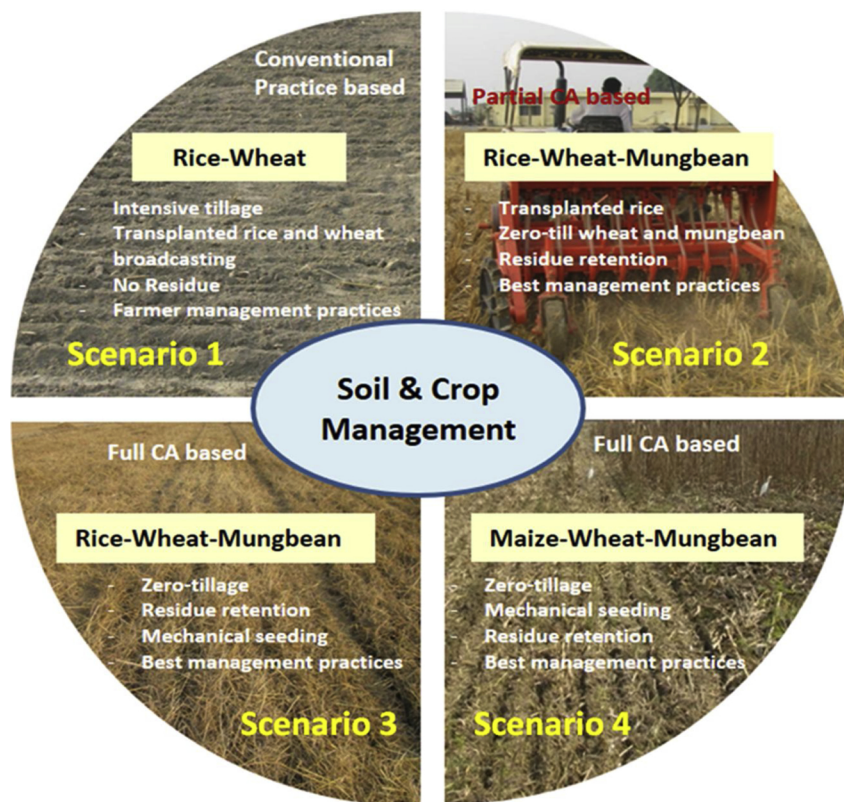 Conventional
Practice based
Rice-Wheat
- Intensive tillage
- Transplanted rice and wheat
broadcasting
- No Residue
- Farmer management practices
Scenario 1
Partial CA based
Rice-Wheat-Mungbean
- Transplanted rice
- Zero-till wheat and mungbean
- Residue retention
- Best management practices
Scenario 2
Soil & Crop
Management
Full CA based
Rice-Wheat-Mungbean
- Zero-tillage
- Residue retention
- Mechanical seeding
- Best management practices
Scenario 3
Full CA based
Maize-Wheat-Mungbean
- Zero-tillage
- Mechanical seeding
- Residue retention
- Best management practices
Scenario 4